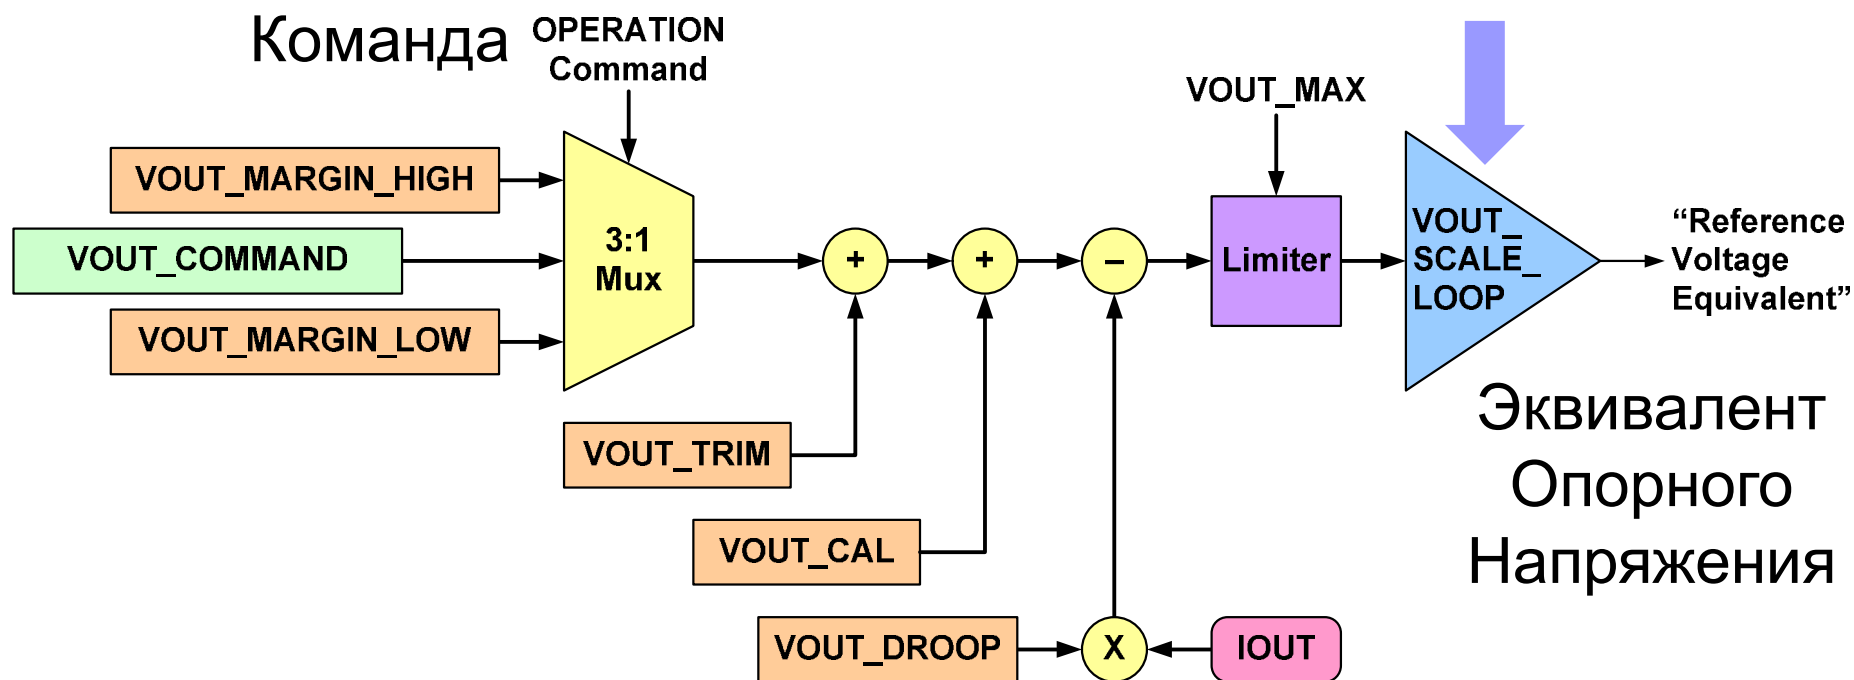 Команда
OPERATION
Command
VOUT_MAX
VOUT_MARGIN_HIGH
VOUT_COMMAND
VOUT_MARGIN_LOW
3:1
Mux
+
+
–
Limiter
VOUT_
SCALE_
LOOP
“Reference
Voltage
Equivalent”
Эквивалент
Опорного
Напряжения
VOUT_TRIM
VOUT_CAL
VOUT_DROOP
X
IOUT